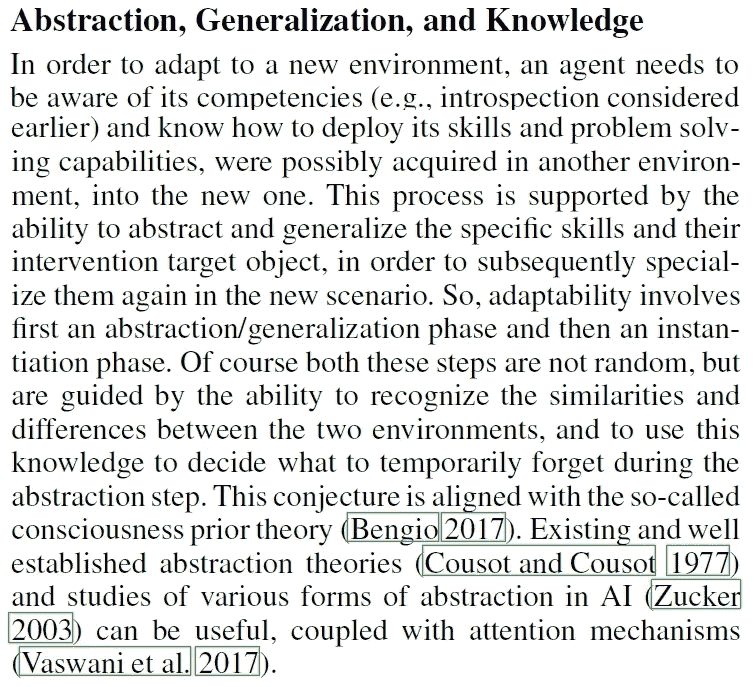 Abstraction, Generalization, and Knowledge
In order to adapt to a new environment, an agent needs to
be aware of its competencies (e.g., introspection considered
earlier) and know how to deploy its skills and problem solv-
ing capabilities, were possibly acquired in another environ-
ment, into the new one. This process is supported by the
ability to abstract and generalize the specific skills and their
intervention target object, in order to subsequently special-
ize them again in the new scenario. So, adaptability involves
first an abstraction/generalization phase and then an instan-
tiation phase. Of course both these steps are not random, but
are guided by the ability to recognize the similarities and
differences between the two environments, and to use this
knowledge to decide what to temporarily forget during the
abstraction step. This conjecture is aligned with the so-called
consciousness prior theory (Bengio 2017). Existing and well
established abstraction theories (Cousot and Cousot 1977)
and studies of various forms of abstraction in AI (Zucker
2003) can be useful, coupled with attention mechanisms
(Vaswani et al. 2017).